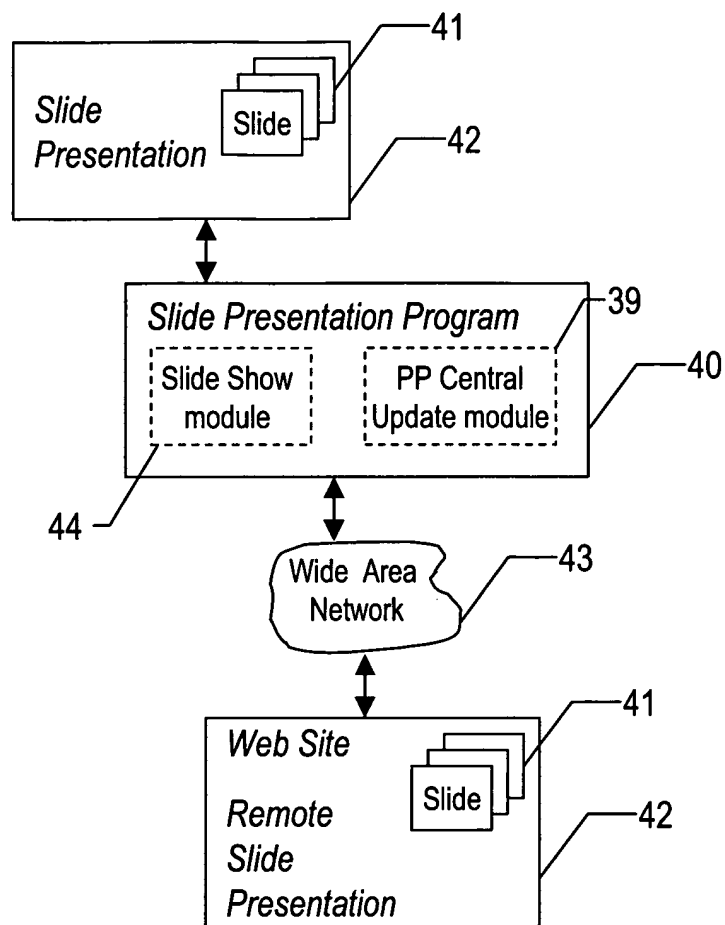 41
Slide
Presentation
Slide
42
Slide Presentation Program
39
Slide Show
module
PP Central
Update module
40
44
Wide Area
Network
43
Web Site
41
Slide
Remote
Slide
Presentation
42